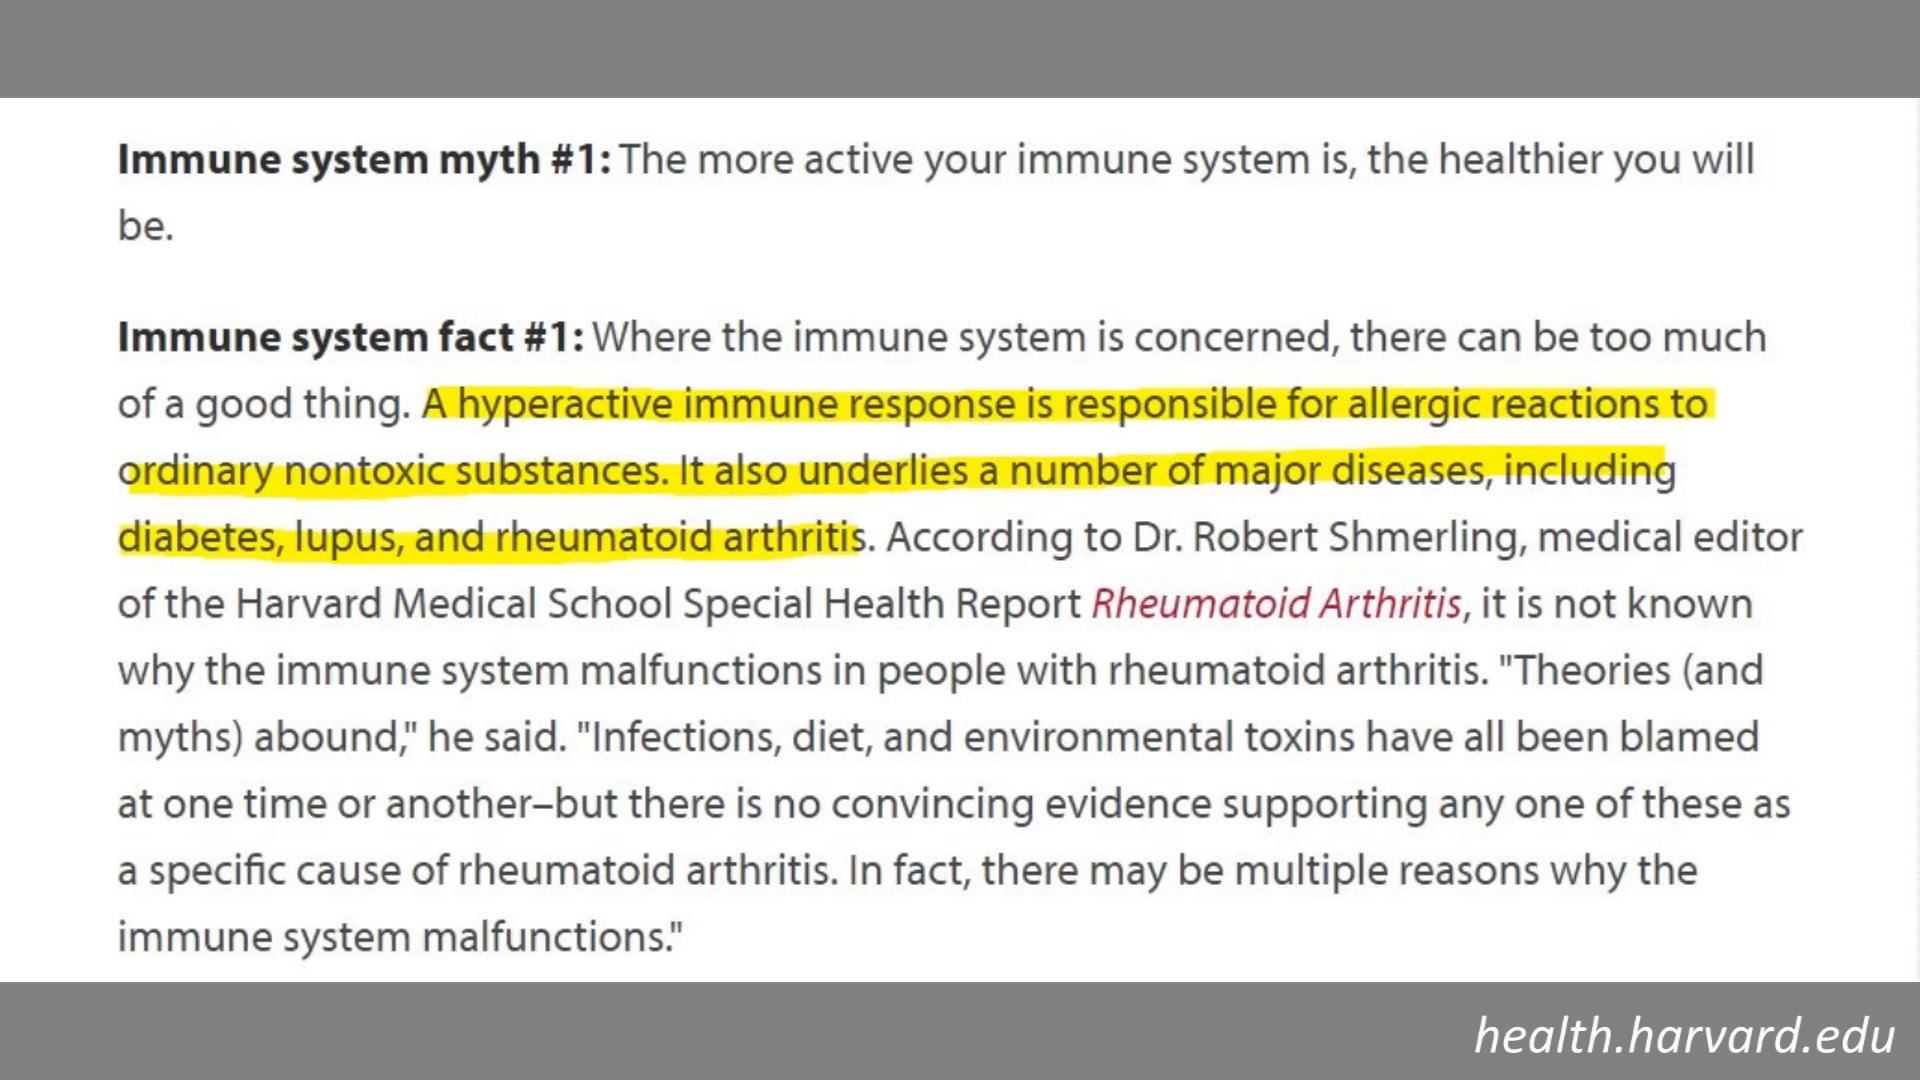 Immune system myth #1: The more active your immune system is, the healthier you will
be.
Immune system fact #1: Where the immune system is concerned, there can be too much
of a good thing. A hyperactive immune response is responsible for allergic reactions to
ordinary nontoxic substances. It also underlies a number of major diseases, including
diabetes, lupus, and rheumatoid arthritis. According to Dr. Robert Shmerling, medical editor
of the Harvard Medical School Special Health Report Rheumatoid Arthritis, it is not known
why the immune system malfunctions in people with rheumatoid arthritis. "Theories (and
myths) abound," he said. "Infections, diet, and environmental toxins have all been blamed
at one time or another–but there is no convincing evidence supporting any one of these as
a specific cause of rheumatoid arthritis. In fact, there may be multiple reasons why the
immune system malfunctions."
health.harvard.edu